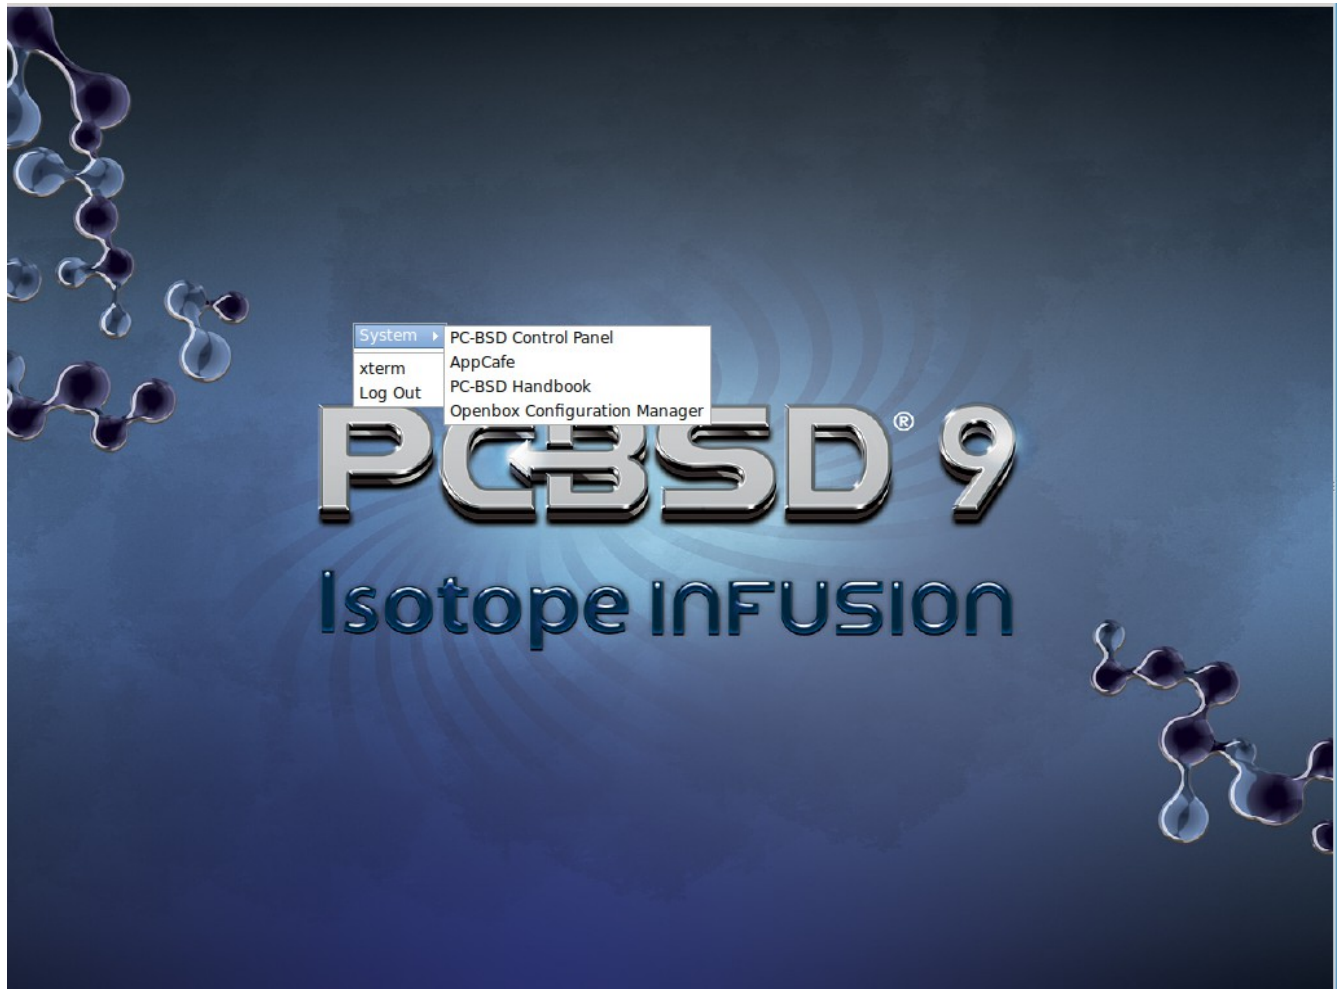 System
PC-BSD Control Panel
AppCafe
PC-BSD Handbook
Openbox Configuration Manager
xterm
Log Out
PCBSD® 9
Isotope INFUSION